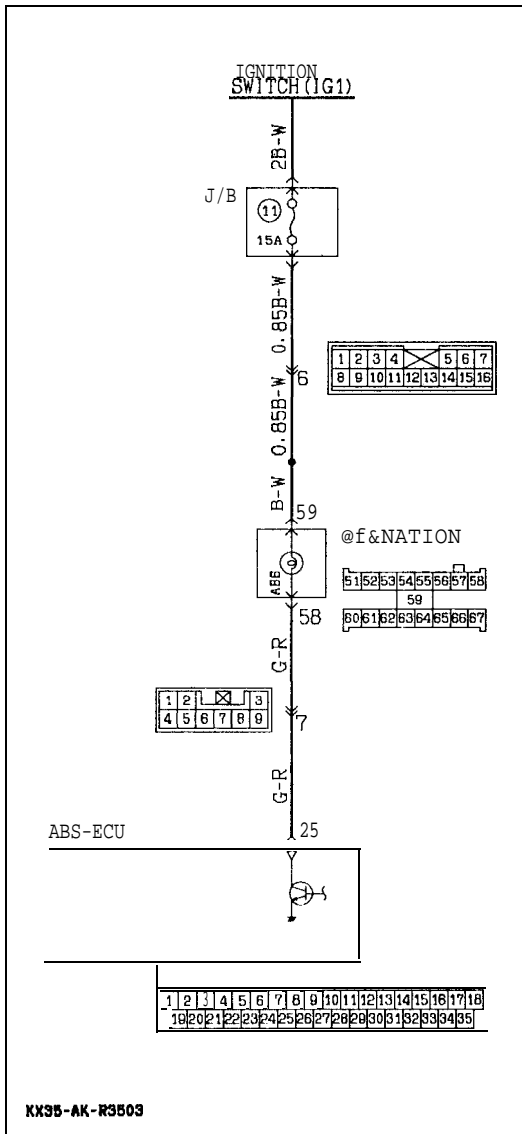 IGNITION
SWITCH(IG1)
2B-W
J/B
11
15A
0.85B-W
6
1 2 3 4 5 6 7
8 9 10 11 12 13 14 15 16
0.85B-W
B-W
59
@f&NATION
ABS
51 52 53 54 55 56 57 58
59
60 61 62 63 64 65 66 67
58
G-R
1 2 3
4 5 6 7 8 9
7
G-R
25
ABS-ECU
1 2 3 4 5 6 7 8 9 10 11 12 13 14 15 16 17 18
19 20 21 22 23 24 25 26 27 28 29 30 31 32 33 34 35
KX35-AK-R3503